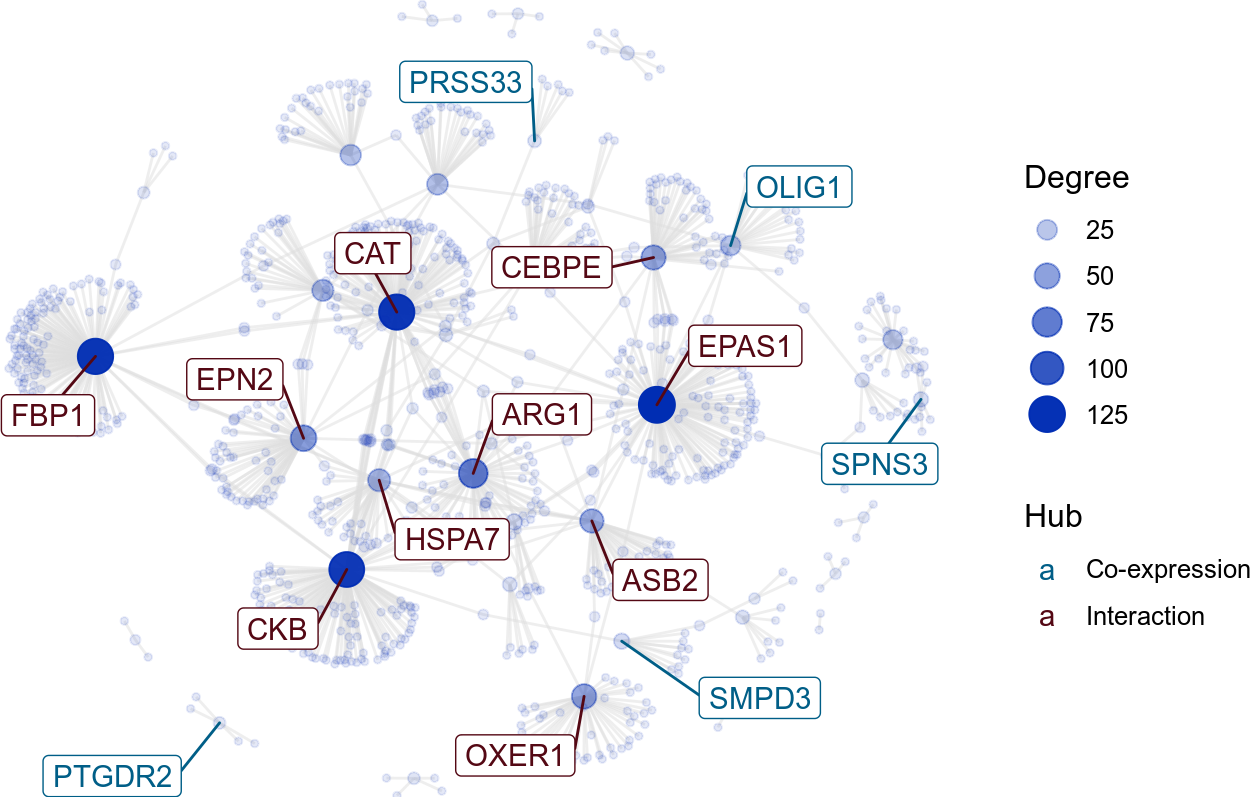 PRSS33
OLIG1
CAT
CEBPE
EPAS1
EPN2
FBP1
ARG1
SPNS3
HSPA7
ASB2
CKB
SMPD3
OXER1
PTGDR2
Degree
25
50
75
100
125
Hub
a Co-expression
a Interaction